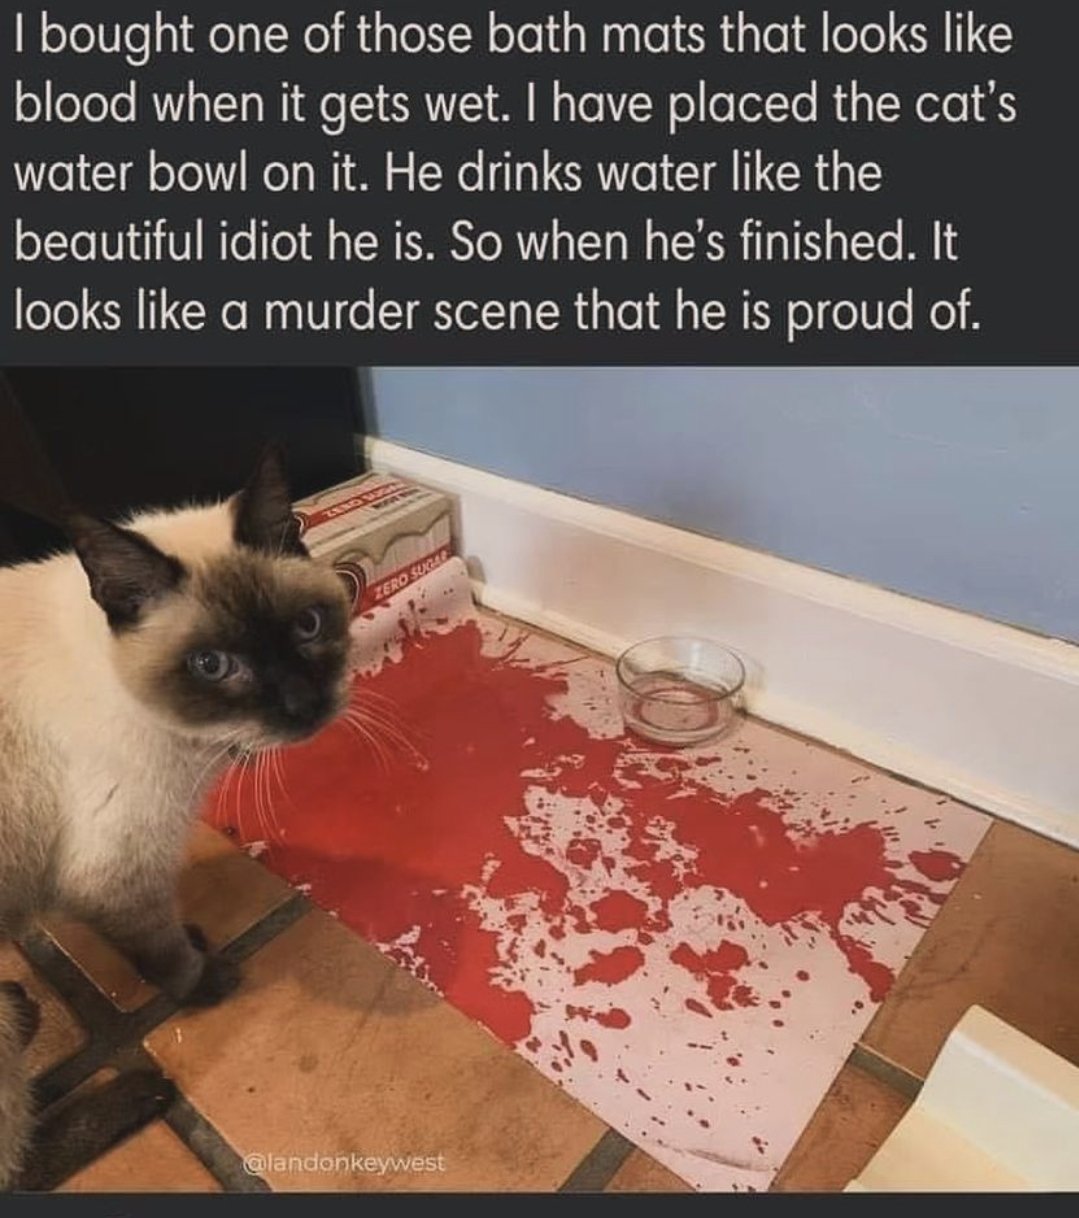 I bought one of those bath mats that looks like
blood when it gets wet. I have placed the cat's
water bowl on it. He drinks water like the
beautiful idiot he is. So when he's finished. It
looks like a murder scene that he is proud of.
ZERO SUGAR
ZERO SUGAR
@landonkeywest